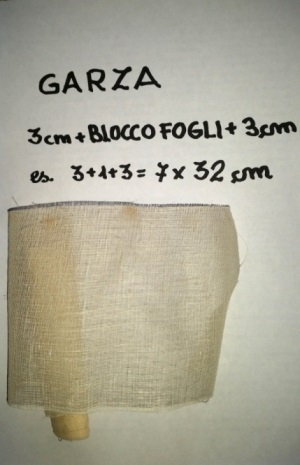 GARZA
3cm + BLOCCO FOGLI + 3cm
es. 3+1+3 = 7 x 32 cm